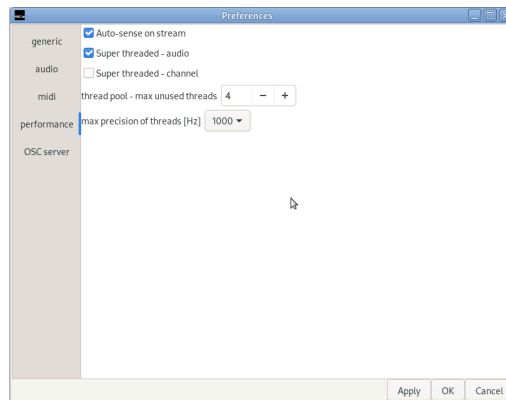 Preferences
generic
audio
midi
performance
OSC server
Auto-sense on stream
Super threaded - audio
Super threaded - channel
thread pool - max unused threads 4 − +
max precision of threads [Hz] 1000
Apply OK Cancel